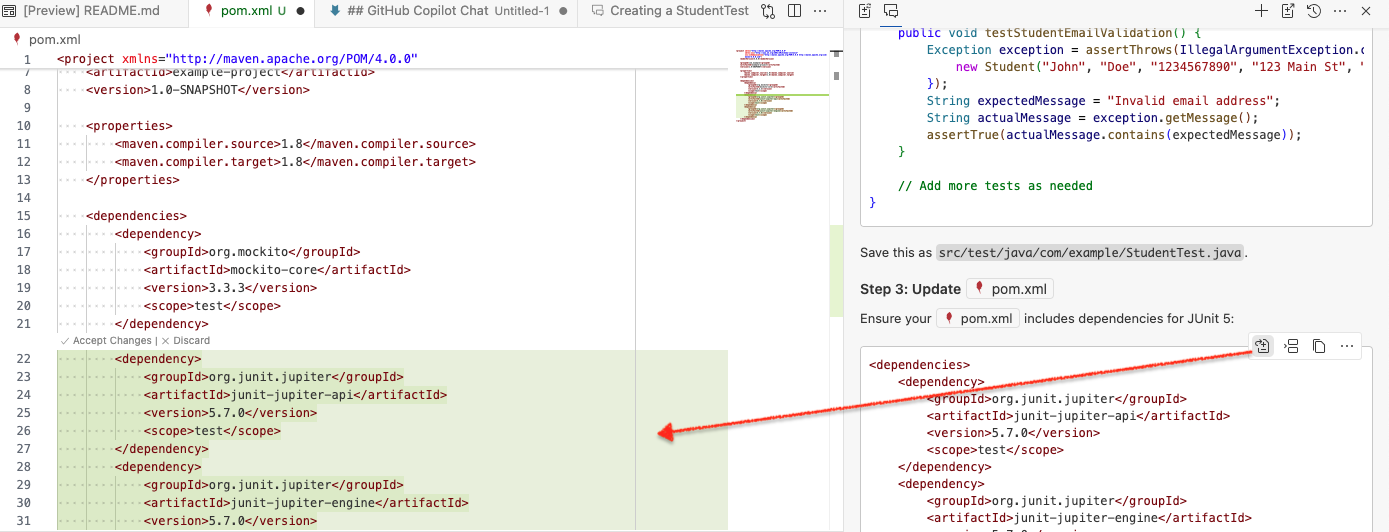 [Preview] README.md
pom.xml U
## GitHub Copilot Chat Untitled-1
Creating a StudentTest
pom.xml
1 <project xmlns="http://maven.apache.org/POM/4.0.0"
7 <artifactId>example-project</artifactId>
8 <version>1.0-SNAPSHOT</version>
9
10 <properties>
11 <maven.compiler.source>1.8</maven.compiler.source>
12 <maven.compiler.target>1.8</maven.compiler.target>
13 </properties>
14
15 <dependencies>
16 <dependency>
17 <groupId>org.mockito</groupId>
18 <artifactId>mockito-core</artifactId>
19 <version>3.3.3</version>
20 <scope>test</scope>
21 </dependency>
Accept Changes | Discard
22 <dependency>
23 <groupId>org.junit.jupiter</groupId>
24 <artifactId>junit-jupiter-api</artifactId>
25 <version>5.7.0</version>
26 <scope>test</scope>
27 </dependency>
28 <dependency>
29 <groupId>org.junit.jupiter</groupId>
30 <artifactId>junit-jupiter-engine</artifactId>
31 <version>5.7.0</version>
public void testStudentEmailValidation() {
Exception exception = assertThrows(IllegalArgumentException.c
new Student("John", "Doe", "1234567890", "123 Main St", "
});
String expectedMessage = "Invalid email address";
String actualMessage = exception.getMessage();
assertTrue(actualMessage.contains(expectedMessage));
}
// Add more tests as needed
}
Save this as src/test/java/com/example/StudentTest.java.
Step 3: Update pom.xml
Ensure your pom.xml includes dependencies for JUnit 5:
<dependencies>
<dependency>
<groupId>org.junit.jupiter</groupId>
<artifactId>junit-jupiter-api</artifactId>
<version>5.7.0</version>
<scope>test</scope>
</dependency>
<dependency>
<groupId>org.junit.jupiter</groupId>
<artifactId>junit-jupiter-engine</artifactId>